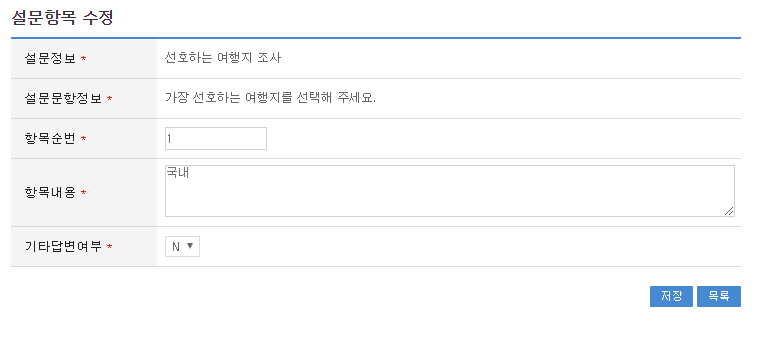 설문항목 수정
설문정보 * 선호하는 여행지 조사
설문문항정보 * 가장 선호하는 여행지를 선택해 주세요.
항목순번 * 1
항목내용 * 국내
기타답변여부 * N
저장 목록